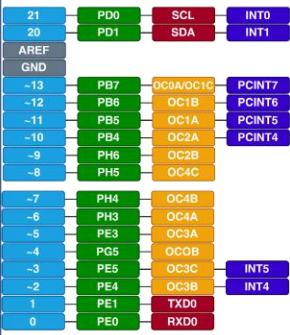 21 PD0 SCL INT0
20 PD1 SDA INT1
AREF
GND
~13 PB7 OC0A/OC1C PCINT7
~12 PB6 OC1B PCINT6
~11 PB5 OC1A PCINT5
~10 PB4 OC2A PCINT4
~9 PH6 OC2B
~8 PH5 OC4C
~7 PH4 OC4B
~6 PH3 OC4A
~5 PE3 OC3A
~4 PG5 OCOB
~3 PE5 OC3C INT5
~2 PE4 OC3B INT4
1 PE1 TXD0
0 PE0 RXD0